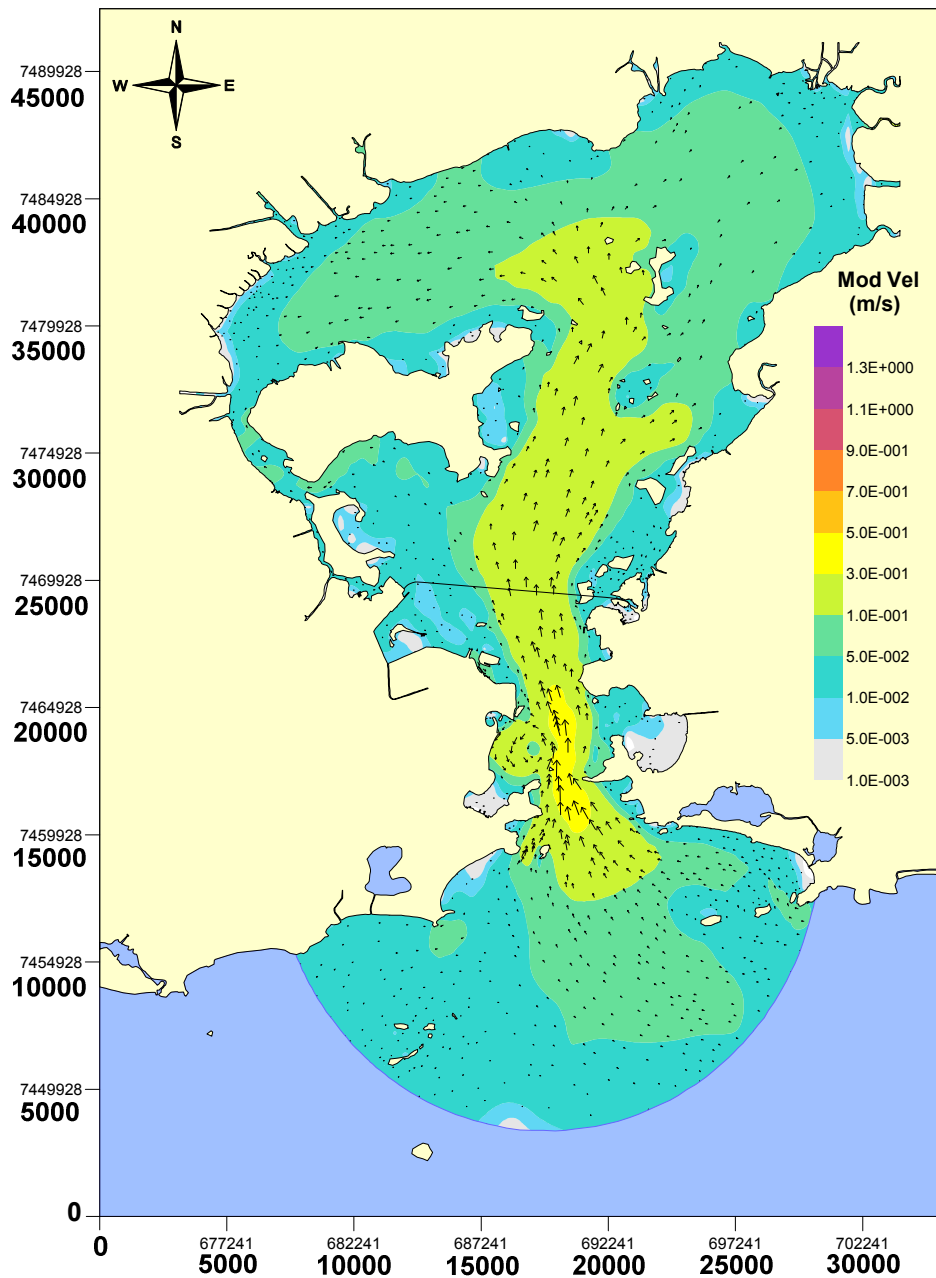 N
W E
S
7489928
45000
7484928
40000
7479928
35000
7474928
30000
7469928
25000
7464928
20000
7459928
15000
7454928
10000
7449928
5000
0
Mod Vel
(m/s)
1.3E+000
1.1E+000
9.0E-001
7.0E-001
5.0E-001
3.0E-001
1.0E-001
5.0E-002
1.0E-002
5.0E-003
1.0E-003
0
677241 682241 687241 692241 697241 702241
5000 10000 15000 20000 25000 30000